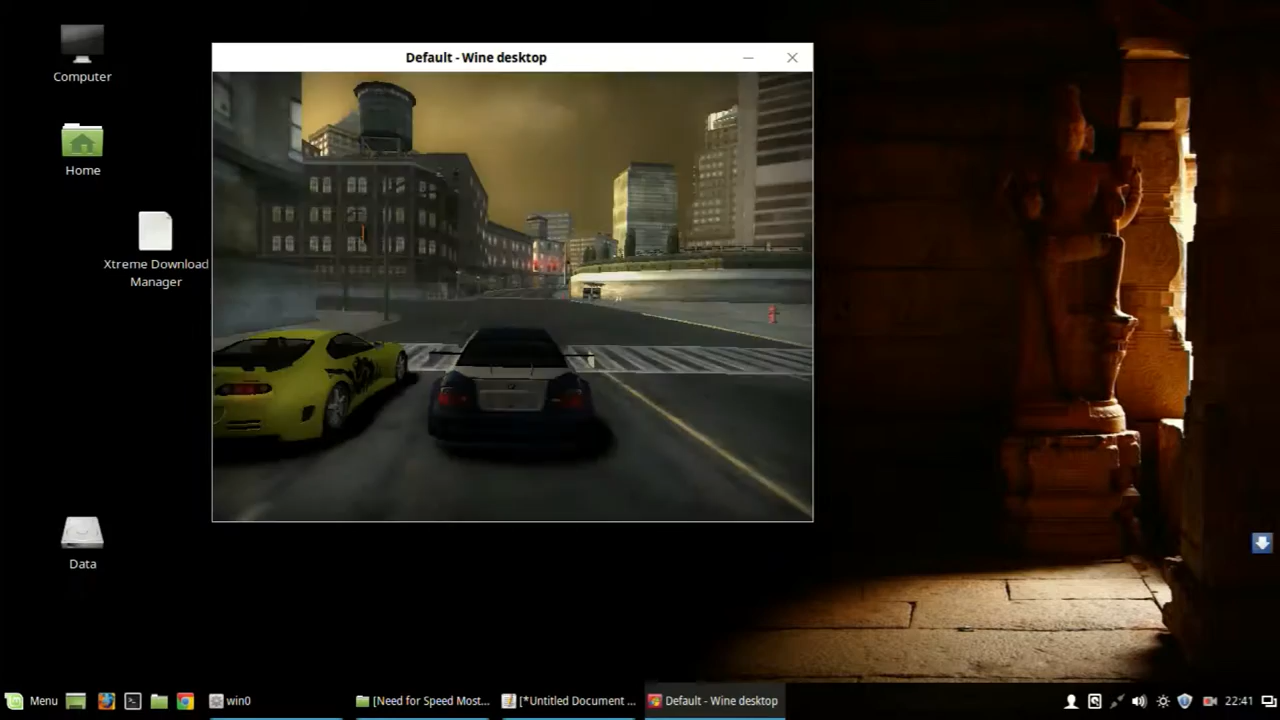 Computer
Home
Xtreme Download
Manager
Data
Default - Wine desktop
Menu
win0
[Need for Speed Most...
[*Untitled Document ...
Default - Wine desktop
22:41